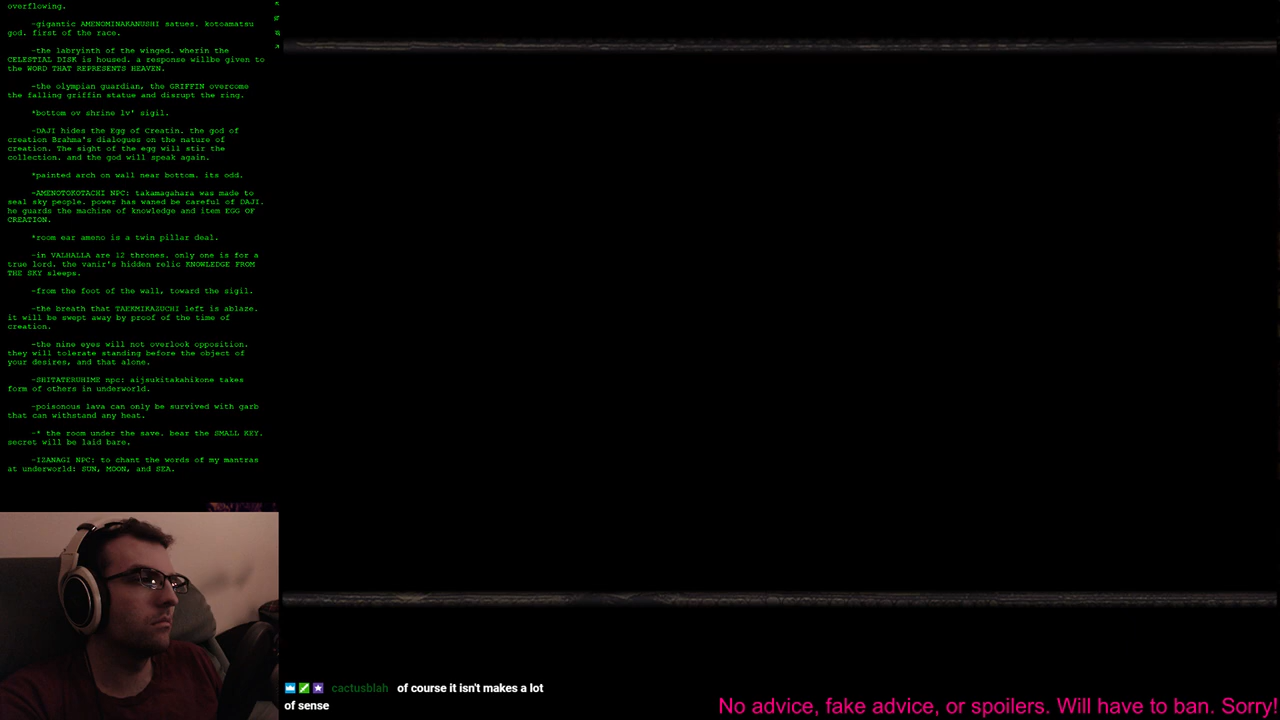 overflowing.
-gigantic AMENOMINAKANUSHI satues. kotoamatsu
god. first of the race.
-the labryinth of the winged. wherin the
CELESTIAL DISK is housed. a response willbe given to
the WORD THAT REPRESENTS HEAVEN.
-the olympian guardian, the GRIFFIN overcome
the falling griffin statue and disrupt the ring.
*bottom ov shrine lv' sigil.
-DAJI hides the Egg of Creatin. the god of
creation Brahma's dialogues on the nature of
creation. The sight of the egg will stir the
collection. and the god will speak again.
*painted arch on wall near bottom. its odd.
-AMENOTOKOTACHI NPC: takamagahara was made to
seal sky people. power has waned be careful of DAJI.
he guards the machine of knowledge and item EGG OF
CREATION.
*room ear ameno is a twin pillar deal.
-in VALHALLA are 12 thrones. only one is for a
true lord. the vanir's hidden relic KNOWLEDGE FROM
THE SKY sleeps.
-from the foot of the wall, toward the sigil.
-the breath that TAEKMIKAZUCHI left is ablaze.
it will be swept away by proof of the time of
creation.
-the nine eyes will not overlook opposition.
they will tolerate standing before the object of
your desires, and that alone.
-SHITATERUHIME npc: aijsukitakahikone takes
form of others in underworld.
-poisonous lava can only be survived with garb
that can withstand any heat.
-* the room under the save. bear the SMALL KEY.
secret will be laid bare.
-IZANAGI NPC: to chant the words of my mantras
at underworld: SUN, MOON, and SEA.
cactusblah of course it isn't makes a lot
of sense
No advice, fake advice, or spoilers. Will have to ban. Sorry!